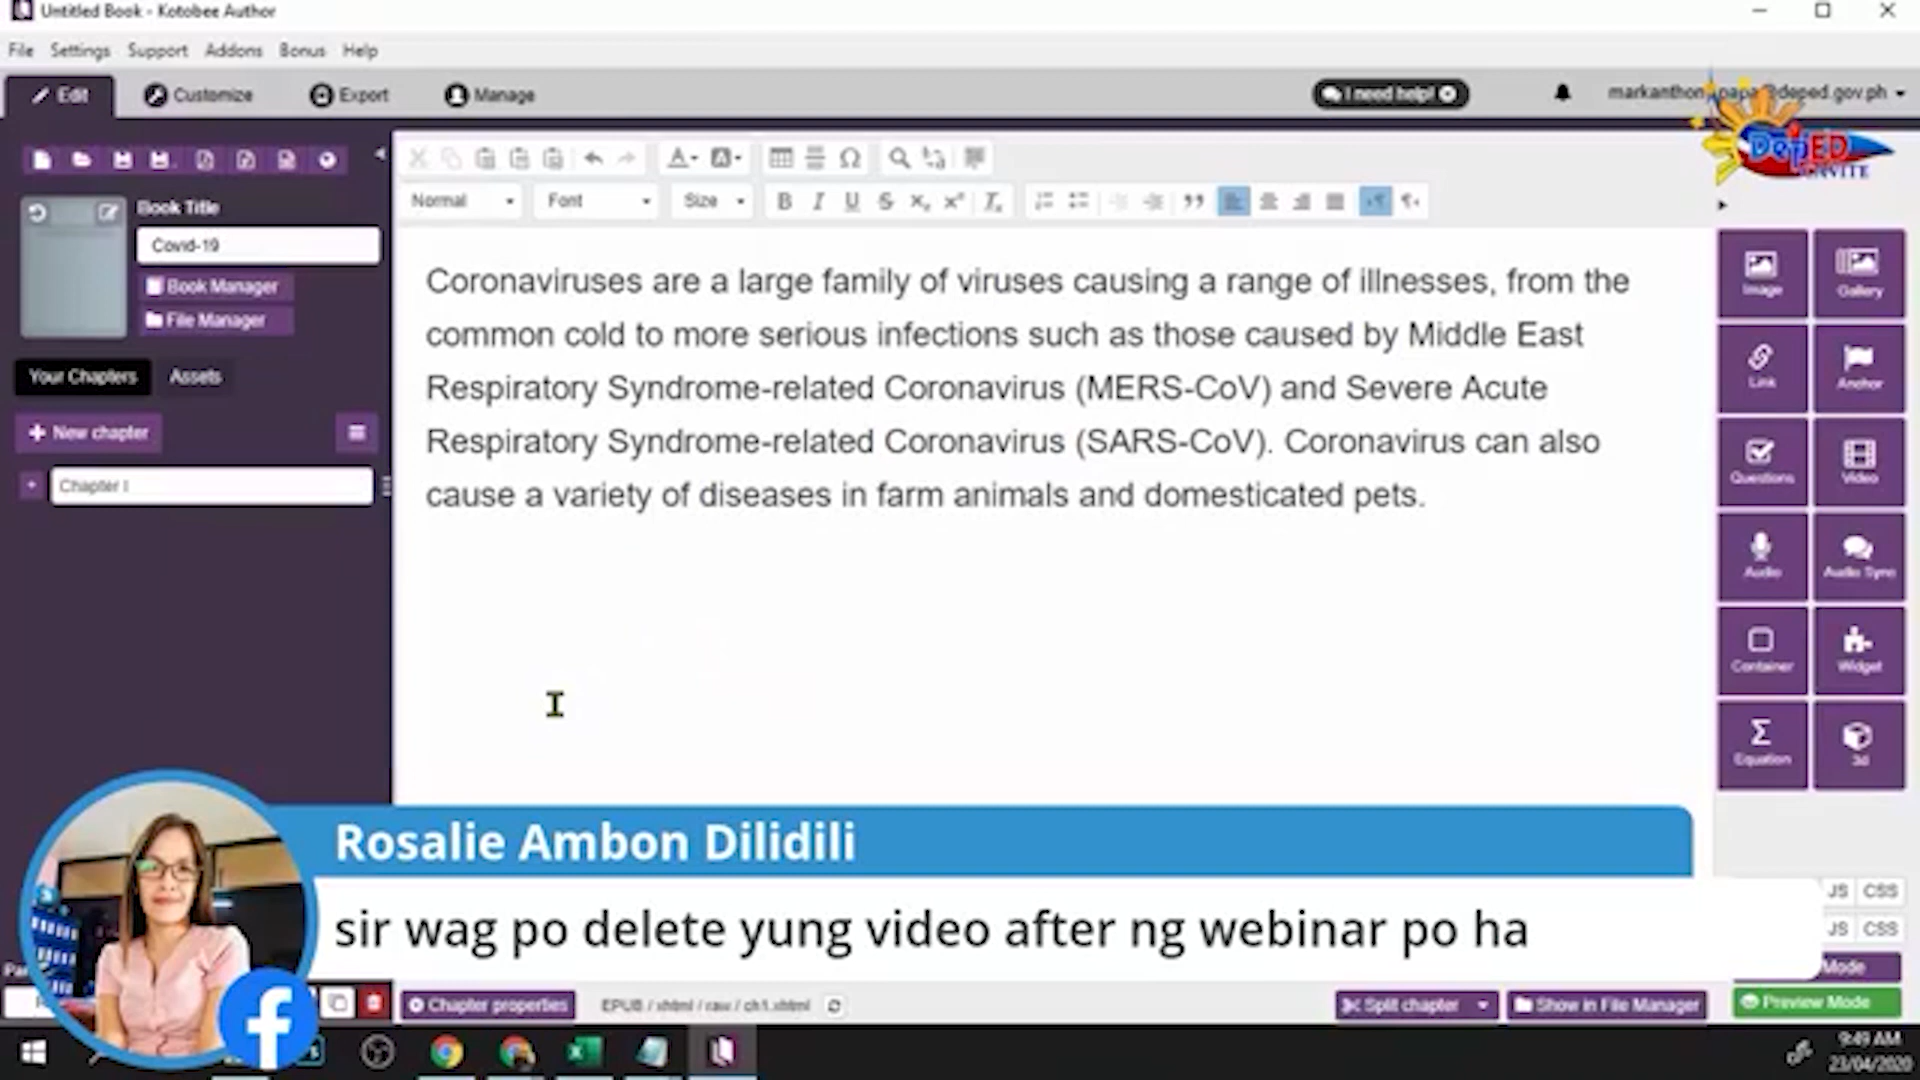 Untitled Book - Kotobee Author
File Settings Support Addons Bonus Help
Edit Customize Export Manage I need help!
DepED
Book Title
Covid-19
Book Manager
File Manager
Your Chapters Assets
New chapter
Chapter I
Normal Font Size
Coronaviruses are a large family of viruses causing a range of illnesses, from the
common cold to more serious infections such as those caused by Middle East
Respiratory Syndrome-related Coronavirus (MERS-CoV) and Severe Acute
Respiratory Syndrome-related Coronavirus (SARS-CoV). Coronavirus can also
cause a variety of diseases in farm animals and domesticated pets.
Image Gallery
Link Anchor
Questions Video
Audio Audio Sync
Container Widget
Equation 3d
Rosalie Ambon Dilidili
sir wag po delete yung video after ng webinar po ha
JS CSS
JS CSS
Mode
Preview Mode
Chapter properties EPUB / xhtml / raw / ch1.xhtml Split chapter Show in File Manager
9:49 AM
23/04/2020